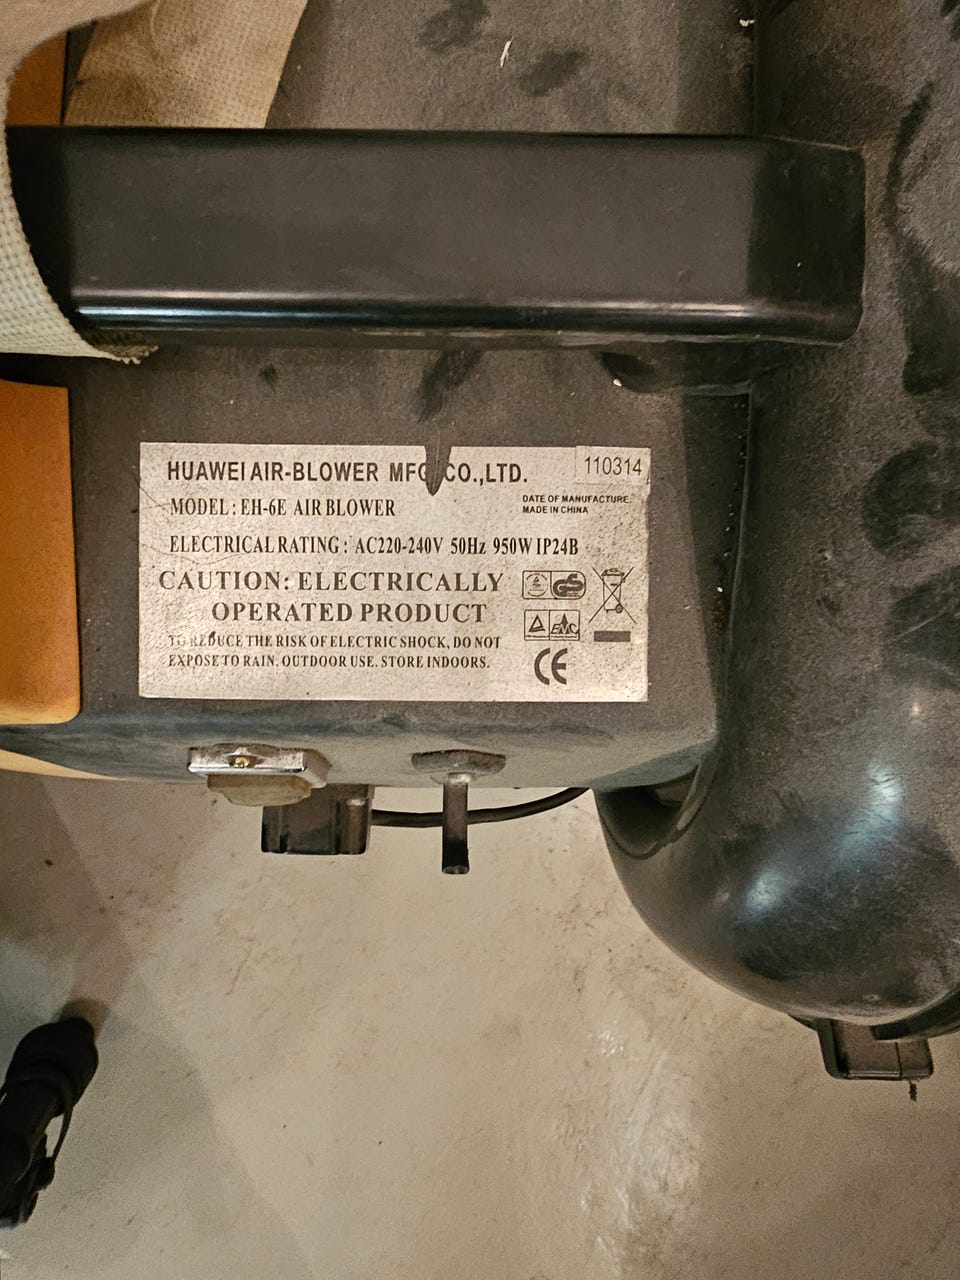 HUAWEI AIR-BLOWER MFG CO.,LTD.
110314
MODEL: EH-6E AIR BLOWER
DATE OF MANUFACTURE.
MADE IN CHINA
ELECTRICAL RATING: AC220-240V 50Hz 950W IP24B
CAUTION: ELECTRICALLY
OPERATED PRODUCT
TO REDUCE THE RISK OF ELECTRIC SHOCK, DO NOT
EXPOSE TO RAIN. OUTDOOR USE. STORE INDOORS.
GS
EMC
CE